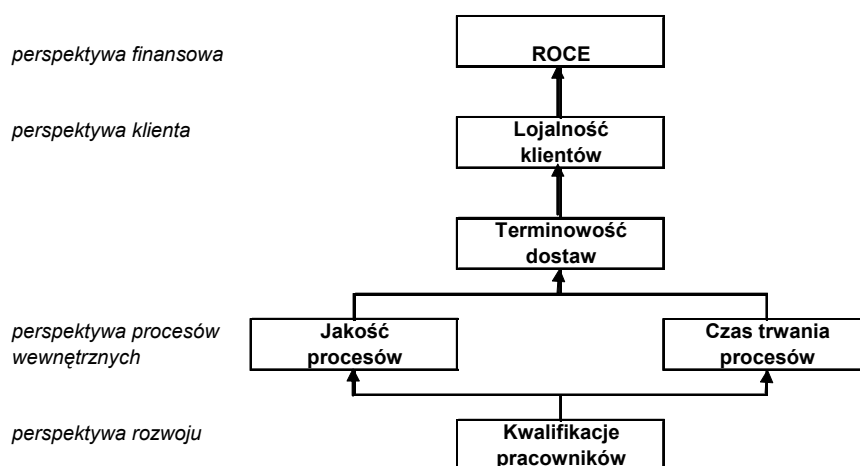 perspektywa finansowa
ROCE
perspektywa klienta
Lojalność
klientów
Terminowość
dostaw
perspektywa procesów
wewnętrznych
Jakość
procesów
Czas trwania
procesów
perspektywa rozwoju
Kwalifikacje
pracowników